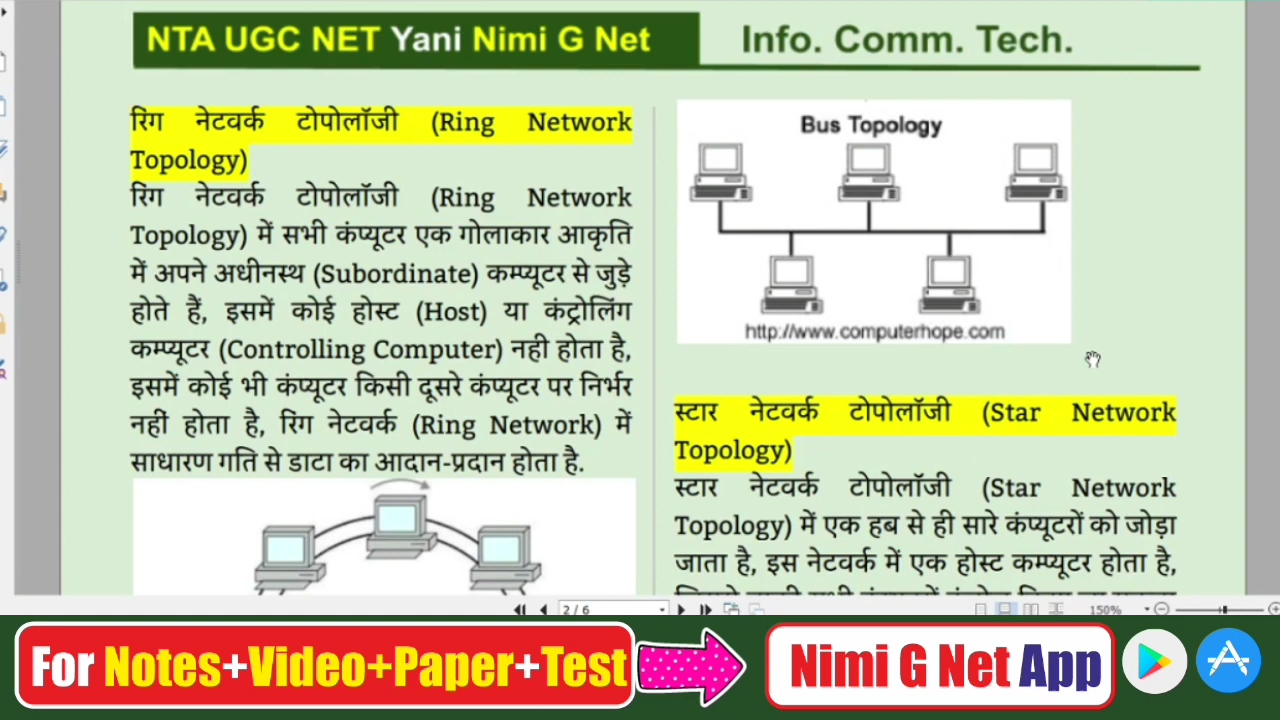 NTA UGC NET Yani Nimi G Net
Info. Comm. Tech.
रिंग नेटवर्क टोपोलॉजी (Ring Network
Topology)
रिंग नेटवर्क टोपोलॉजी (Ring Network
Topology) में सभी कंप्यूटर एक गोलाकार आकृति
में अपने अधीनस्थ (Subordinate) कम्प्यूटर से जुड़े
होते हैं, इसमें कोई होस्ट (Host) या कंट्रोलिंग
कम्प्यूटर (Controlling Computer) नही होता है,
इसमें कोई भी कंप्यूटर किसी दूसरे कंप्यूटर पर निर्भर
नहीं होता है, रिंग नेटवर्क (Ring Network) में
साधारण गति से डाटा का आदान-प्रदान होता है.
Bus Topology
http://www.computerhope.com
स्टार नेटवर्क टोपोलॉजी (Star Network
Topology)
स्टार नेटवर्क टोपोलॉजी (Star Network
Topology) में एक हब से ही सारे कंप्यूटरों को जोड़ा
जाता है, इस नेटवर्क में एक होस्ट कम्प्यूटर होता है,
2 / 6
150%
For Notes+Video+Paper+Test
Nimi G Net App